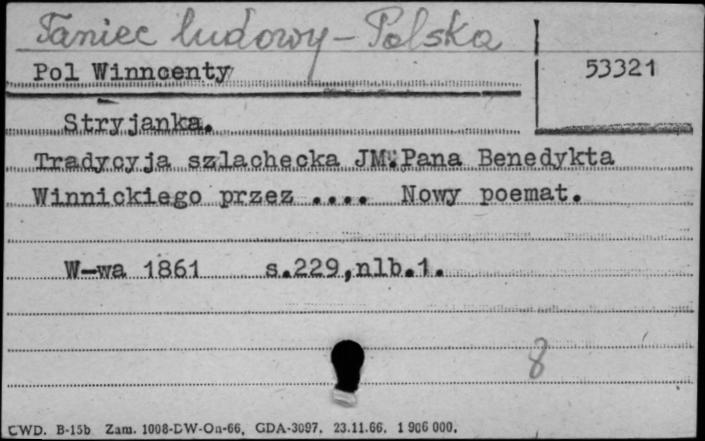 Taniec ludowy - Polska
Pol Winncenty
53321
Stryjanka.
Tradycyja szlachecka JM.Pana Benedykta
Winnickiego przez .... Nowy poemat.
W-wa 1861 s.229,nlb.1.
8
CWD. B-15b Zam. 1008-DW-On-66, GDA-3097. 23.11.66. 1 906 000.